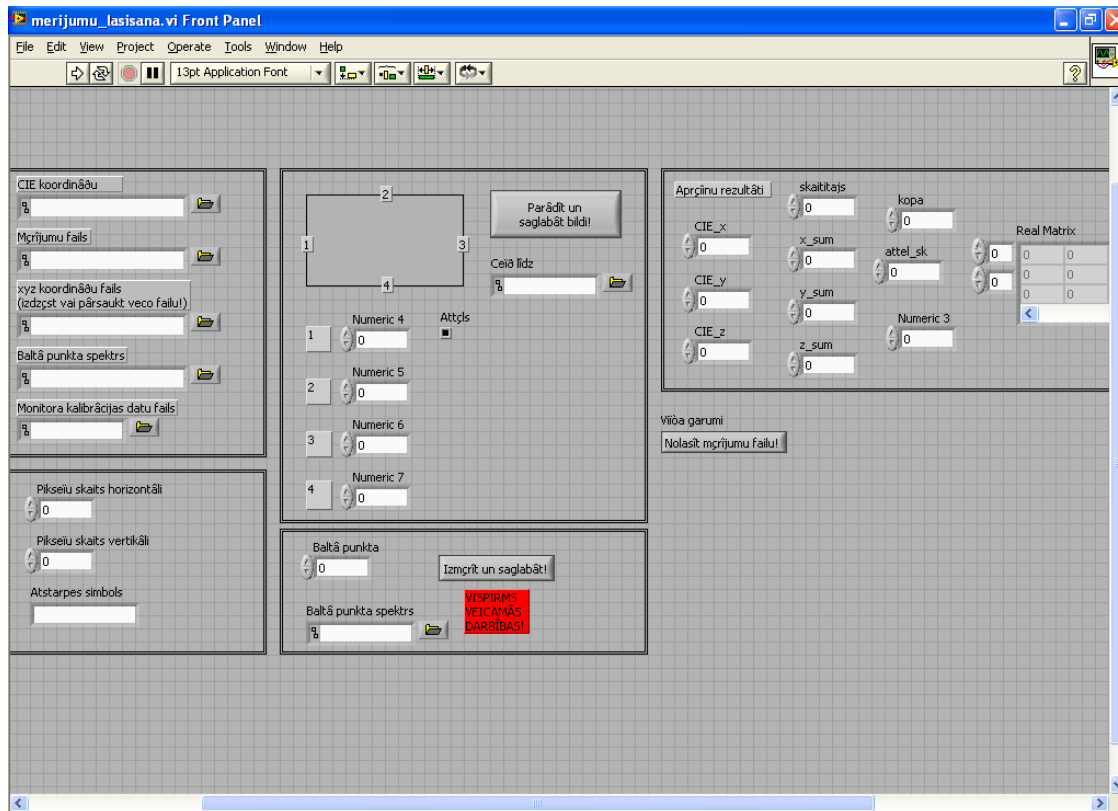 merijumu_lasisana.vi Front Panel
File Edit View Project Operate Tools Window Help
13pt Application Font
?
CIE koordinâðu
Mçrîjumu fails
xyz koordinâðu fails
(izdzçst vai pârsaukt veco failu!)
Baltâ punkta spektrs
Monitora kalibrâcijas datu fails
Pikseïu skaits horizontâli
0
Pikseïu skaits vertikâli
0
Atstarpes simbols
2
1
3
4
Parâdît un
saglabât bildi!
Ceïð lîdz
Attçls
1
Numeric 4
0
2
Numeric 5
0
3
Numeric 6
0
4
Numeric 7
0
Baltâ punkta
0
Izmçrît un saglabât!
Baltâ punkta spektrs
VISPIRMS
VEICAMÂS
DARBÎBAS!
Aprçíinu rezultâti
CIE_x
0
CIE_y
0
CIE_z
0
skaititajs
0
x_sum
0
y_sum
0
z_sum
0
kopa
0
attel_sk
0
Numeric 3
0
Real Matrix
0 0 0
0 0 0
0 0
Viïòa garumi
Nolasît mçrîjumu failu!